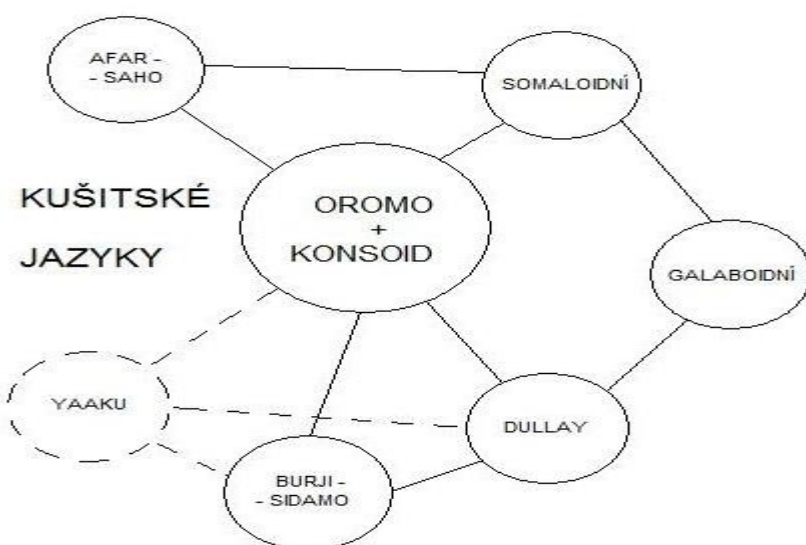 AFAR -
- SAHO
SOMALOIDNÍ
KUŠITSKÉ
JAZYKY
OROMO
+
KONSOID
GALABOIDNÍ
YAAKU
DULLAY
BURJI -
- SIDAMO